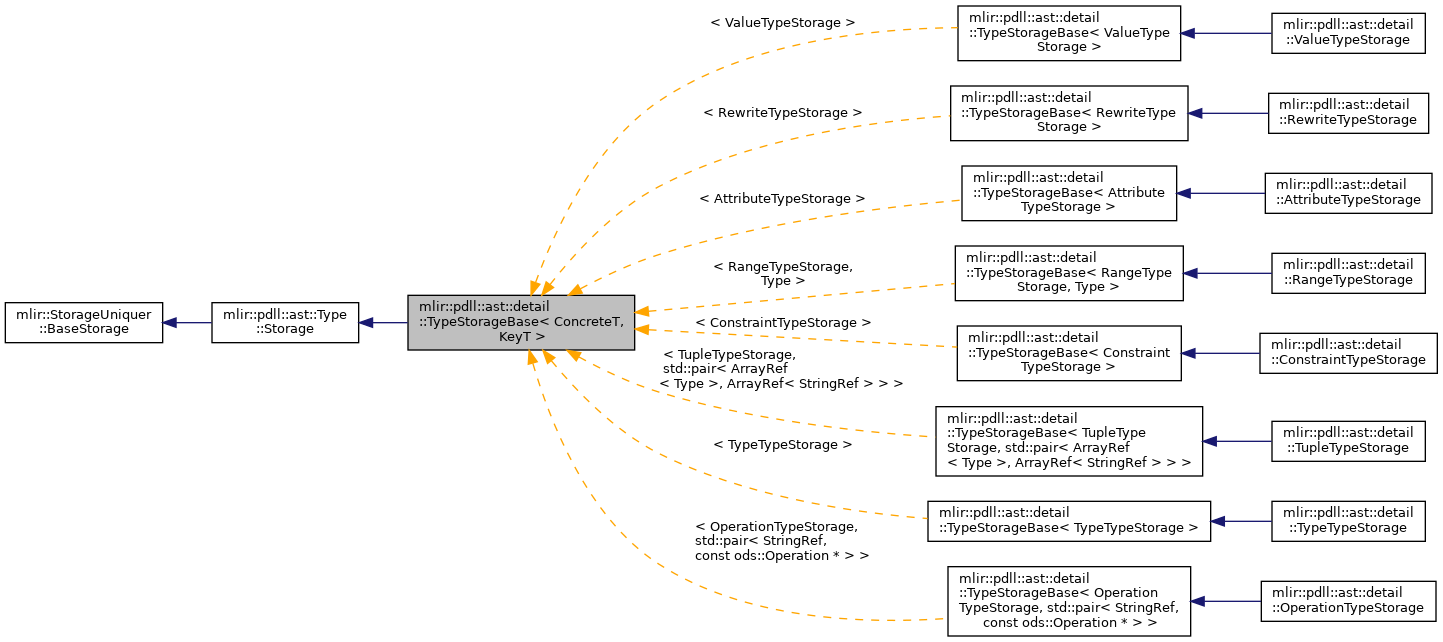 mlir::StorageUniquer
::BaseStorage
mlir::pdll::ast::Type
::Storage
mlir::pdll::ast::detail
::TypeStorageBase< ConcreteT,
KeyT >
< ValueTypeStorage >
mlir::pdll::ast::detail
::TypeStorageBase< ValueType
Storage >
mlir::pdll::ast::detail
::ValueTypeStorage
< RewriteTypeStorage >
mlir::pdll::ast::detail
::TypeStorageBase< RewriteType
Storage >
mlir::pdll::ast::detail
::RewriteTypeStorage
< AttributeTypeStorage >
mlir::pdll::ast::detail
::TypeStorageBase< Attribute
TypeStorage >
mlir::pdll::ast::detail
::AttributeTypeStorage
< RangeTypeStorage,
Type >
mlir::pdll::ast::detail
::TypeStorageBase< RangeType
Storage, Type >
mlir::pdll::ast::detail
::RangeTypeStorage
< ConstraintTypeStorage >
mlir::pdll::ast::detail
::TypeStorageBase< Constraint
TypeStorage >
mlir::pdll::ast::detail
::ConstraintTypeStorage
< TupleTypeStorage,
std::pair< ArrayRef
< Type >, ArrayRef< StringRef > > >
mlir::pdll::ast::detail
::TypeStorageBase< TupleType
Storage, std::pair< ArrayRef
< Type >, ArrayRef< StringRef > > >
mlir::pdll::ast::detail
::TupleTypeStorage
< TypeTypeStorage >
mlir::pdll::ast::detail
::TypeStorageBase< TypeTypeStorage >
mlir::pdll::ast::detail
::TypeTypeStorage
< OperationTypeStorage,
std::pair< StringRef,
const ods::Operation * > >
mlir::pdll::ast::detail
::TypeStorageBase< Operation
TypeStorage, std::pair< StringRef,
const ods::Operation * > >
mlir::pdll::ast::detail
::OperationTypeStorage